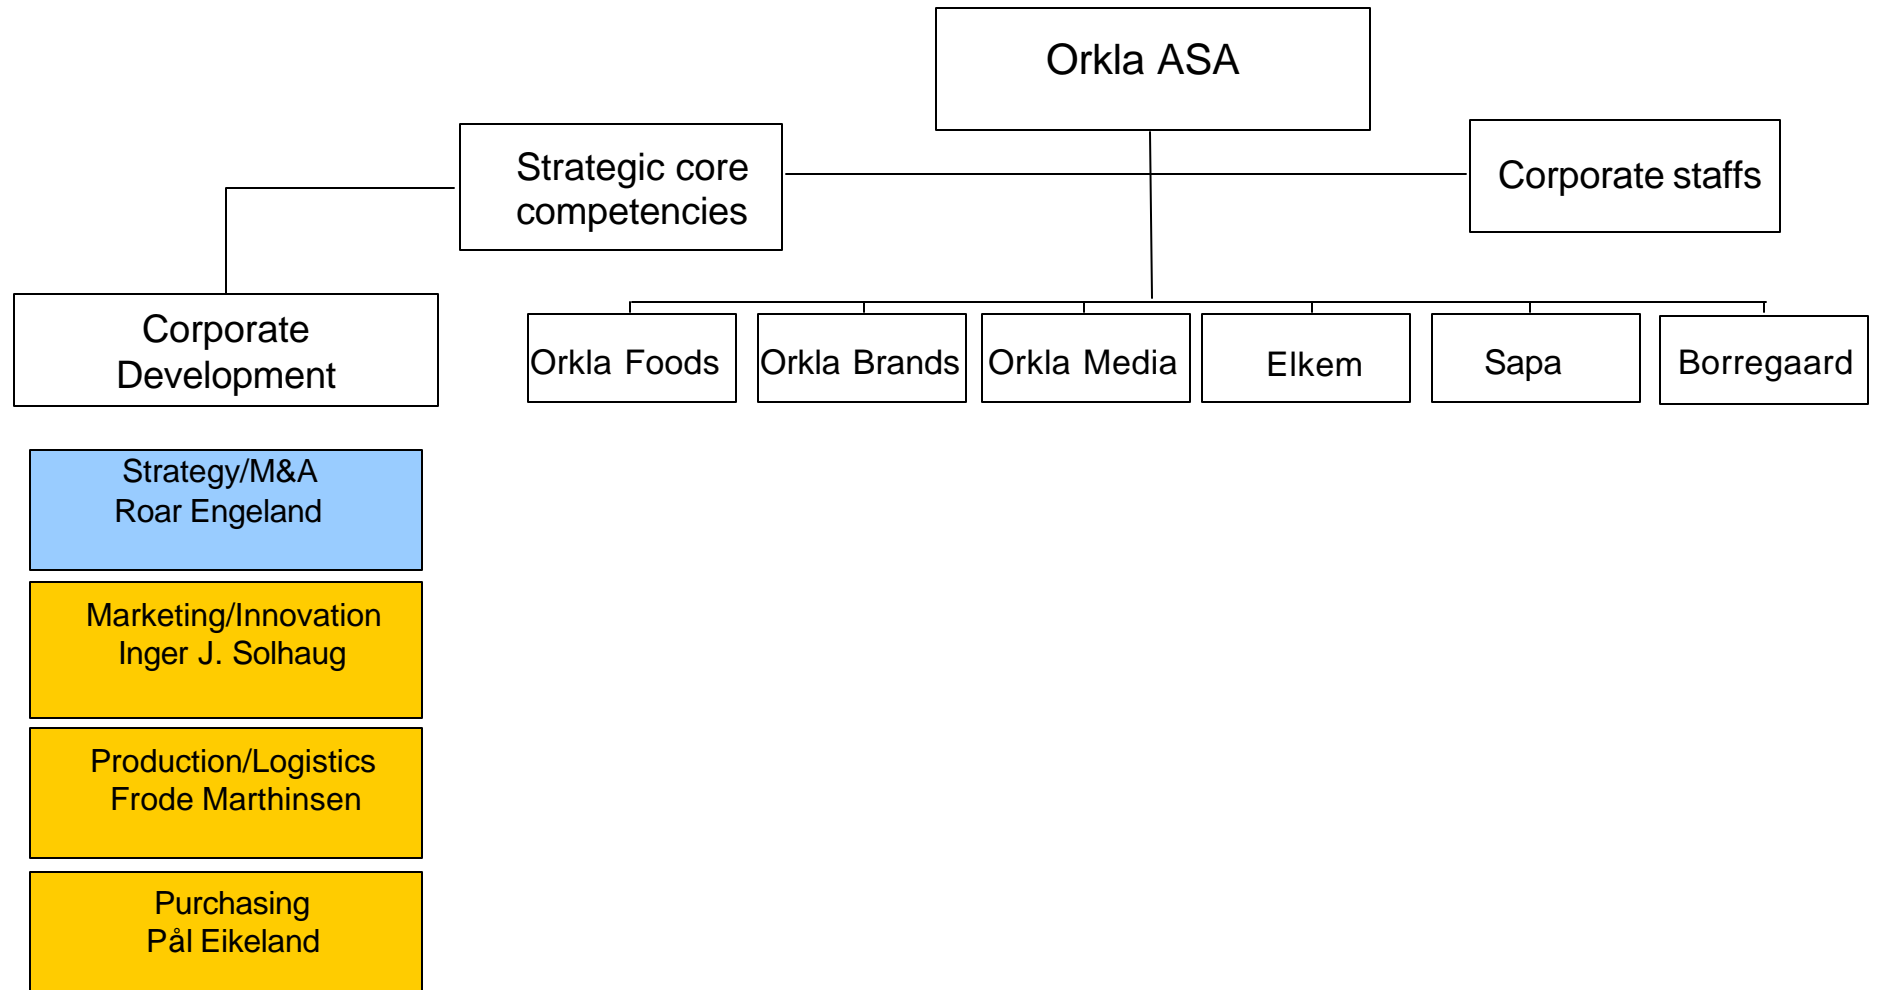 Orkla ASA
Strategic core
competencies
Corporate staffs
Corporate
Development
Orkla Foods
Orkla Brands
Orkla Media
Elkem
Sapa
Borregaard
Strategy/M&A
Roar Engeland
Marketing/Innovation
Inger J. Solhaug
Production/Logistics
Frode Marthinsen
Purchasing
Pål Eikeland